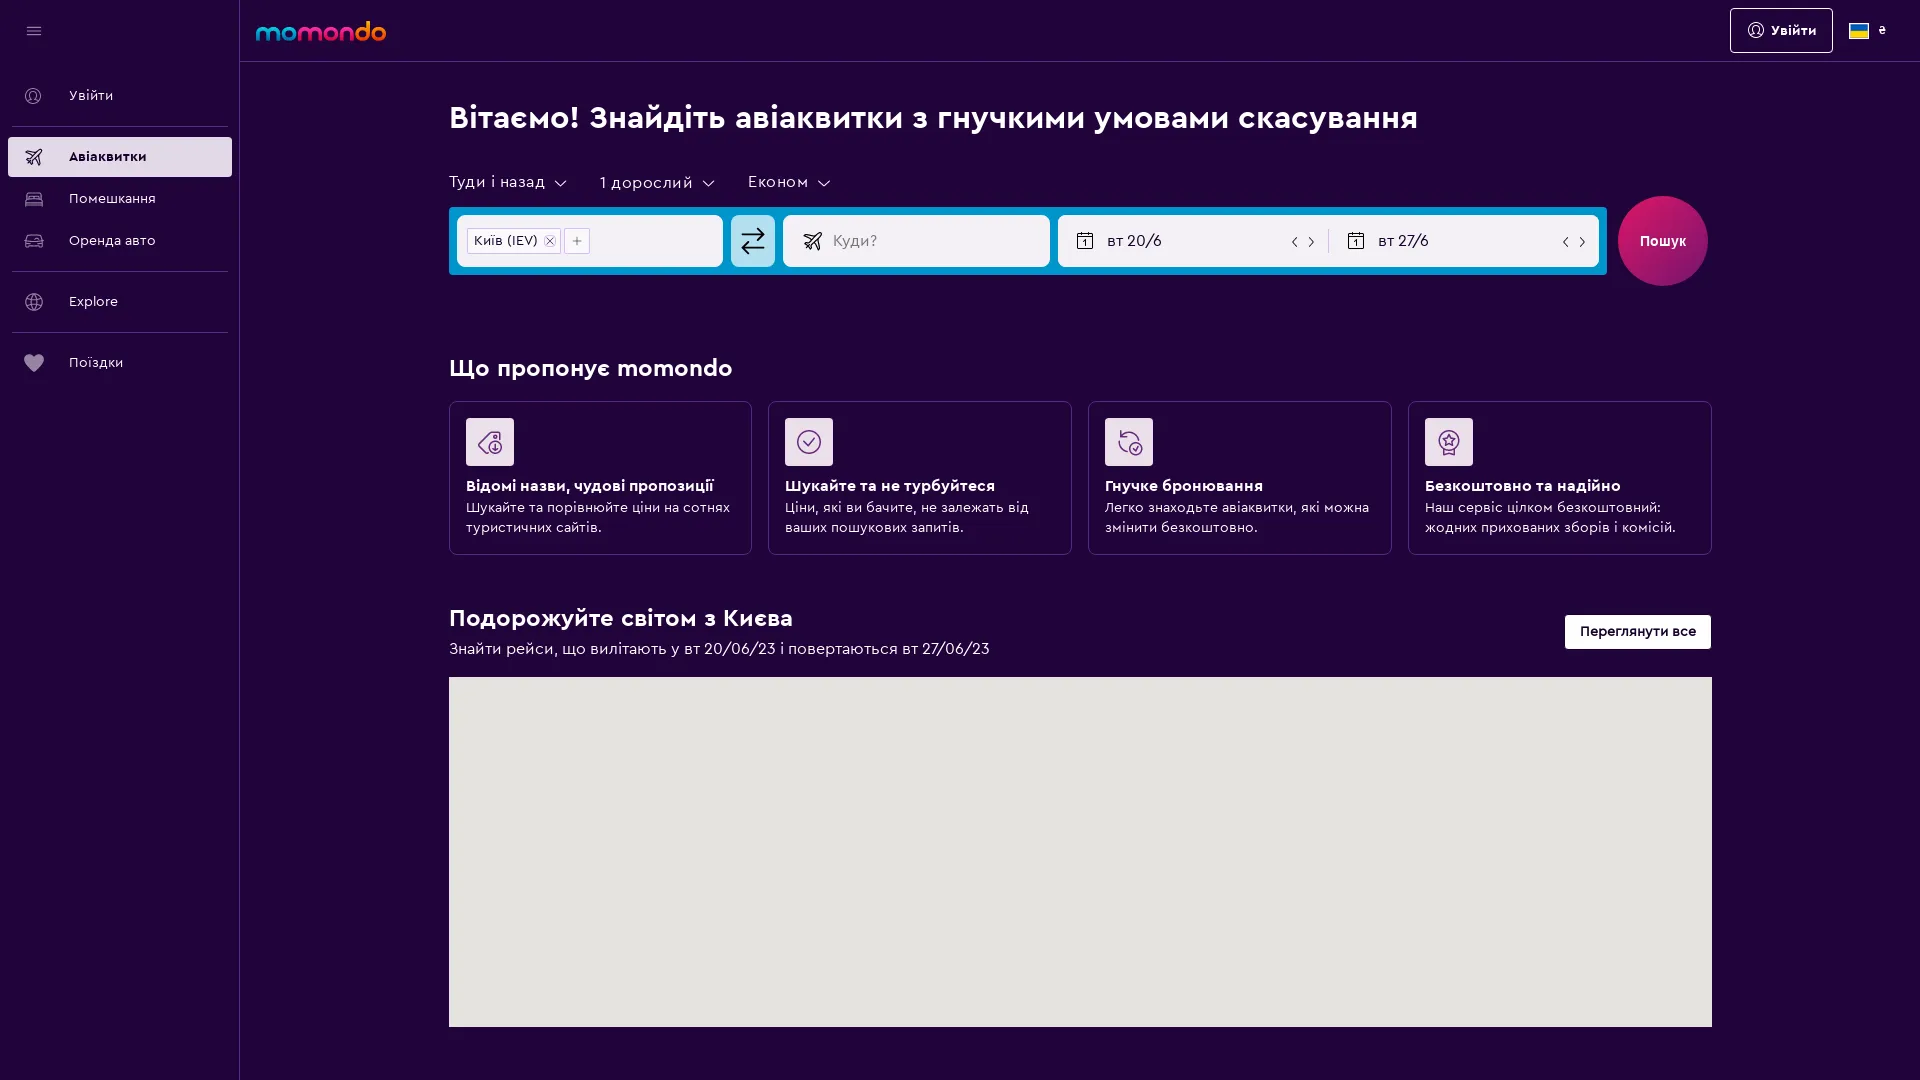 momondo
Увійти
₴
Увійти
Авіаквитки
Помешкання
Оренда авто
Explore
Поїздки
Вітаємо! Знайдіть авіаквитки з гнучкими умовами скасування
Туди і назад
1 дорослий
Економ
Київ (IEV)
Куди?
вт 20/6
вт 27/6
Пошук
Що пропонує momondo
Відомі назви, чудові пропозиції
Шукайте та порівнюйте ціни на сотнях
туристичних сайтів.
Шукайте та не турбуйтеся
Ціни, які ви бачите, не залежать від
ваших пошукових запитів.
Гнучке бронювання
Легко знаходьте авіаквитки, які можна
змінити безкоштовно.
Безкоштовно та надійно
Наш сервіс цілком безкоштовний:
жодних прихованих зборів і комісій.
Подорожуйте світом з Києва
Знайти рейси, що вилітають у вт 20/06/23 і повертаються вт 27/06/23
Переглянути все